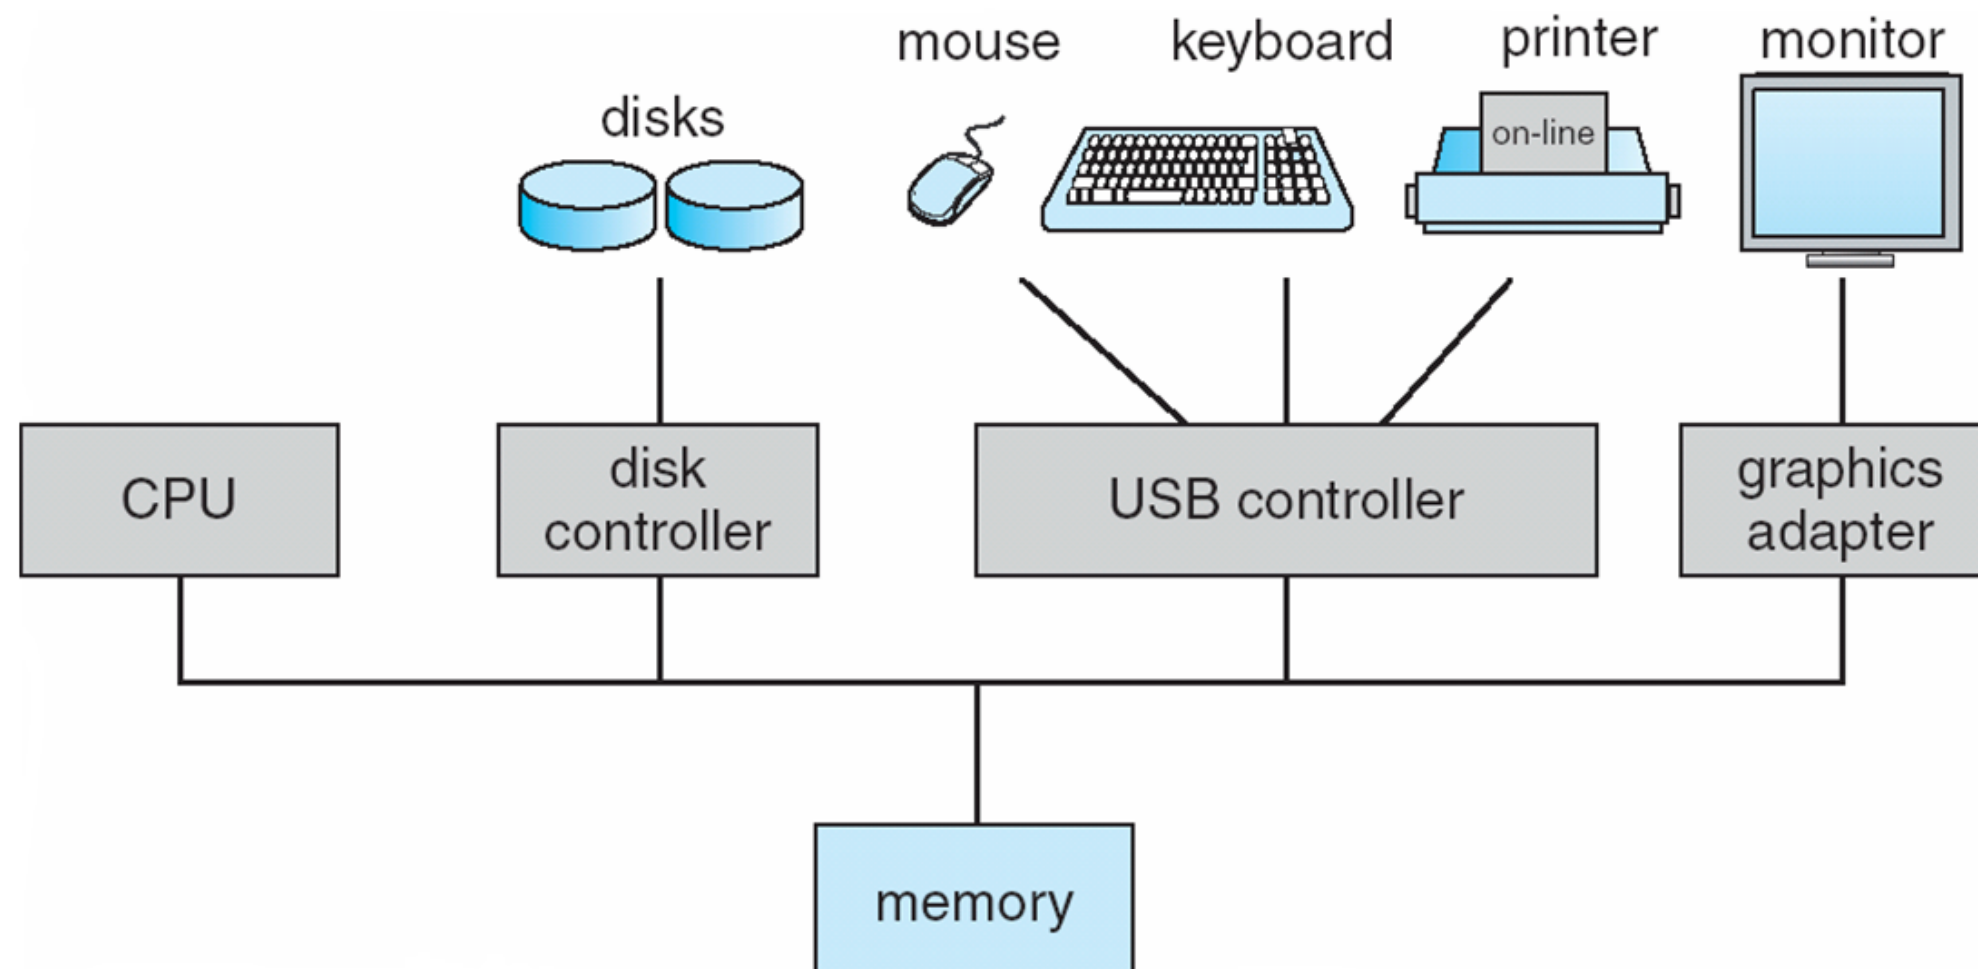 mouse
keyboard
printer
monitor
disks
on-line
CPU
disk
controller
USB controller
graphics
adapter
memory